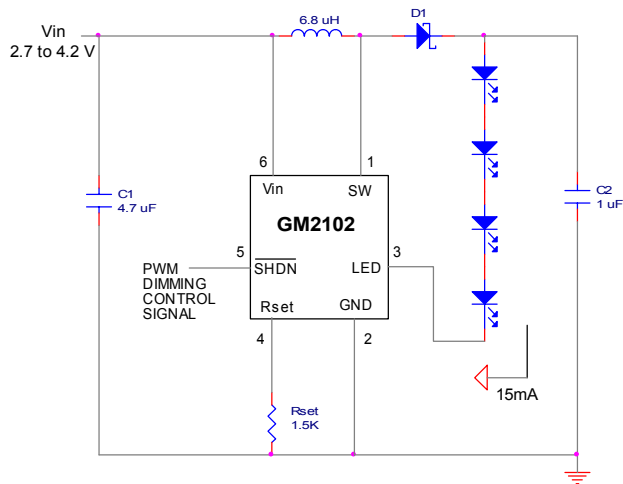 Vin
2.7 to 4.2 V
6.8 uH
D1
C1
4.7 uF
6
1
Vin
SW
GM2102
5
3
SHDN
LED
PWM
DIMMING
CONTROL
SIGNAL
Rset
GND
4
2
C2
1 uF
15mA
Rset
1.5K